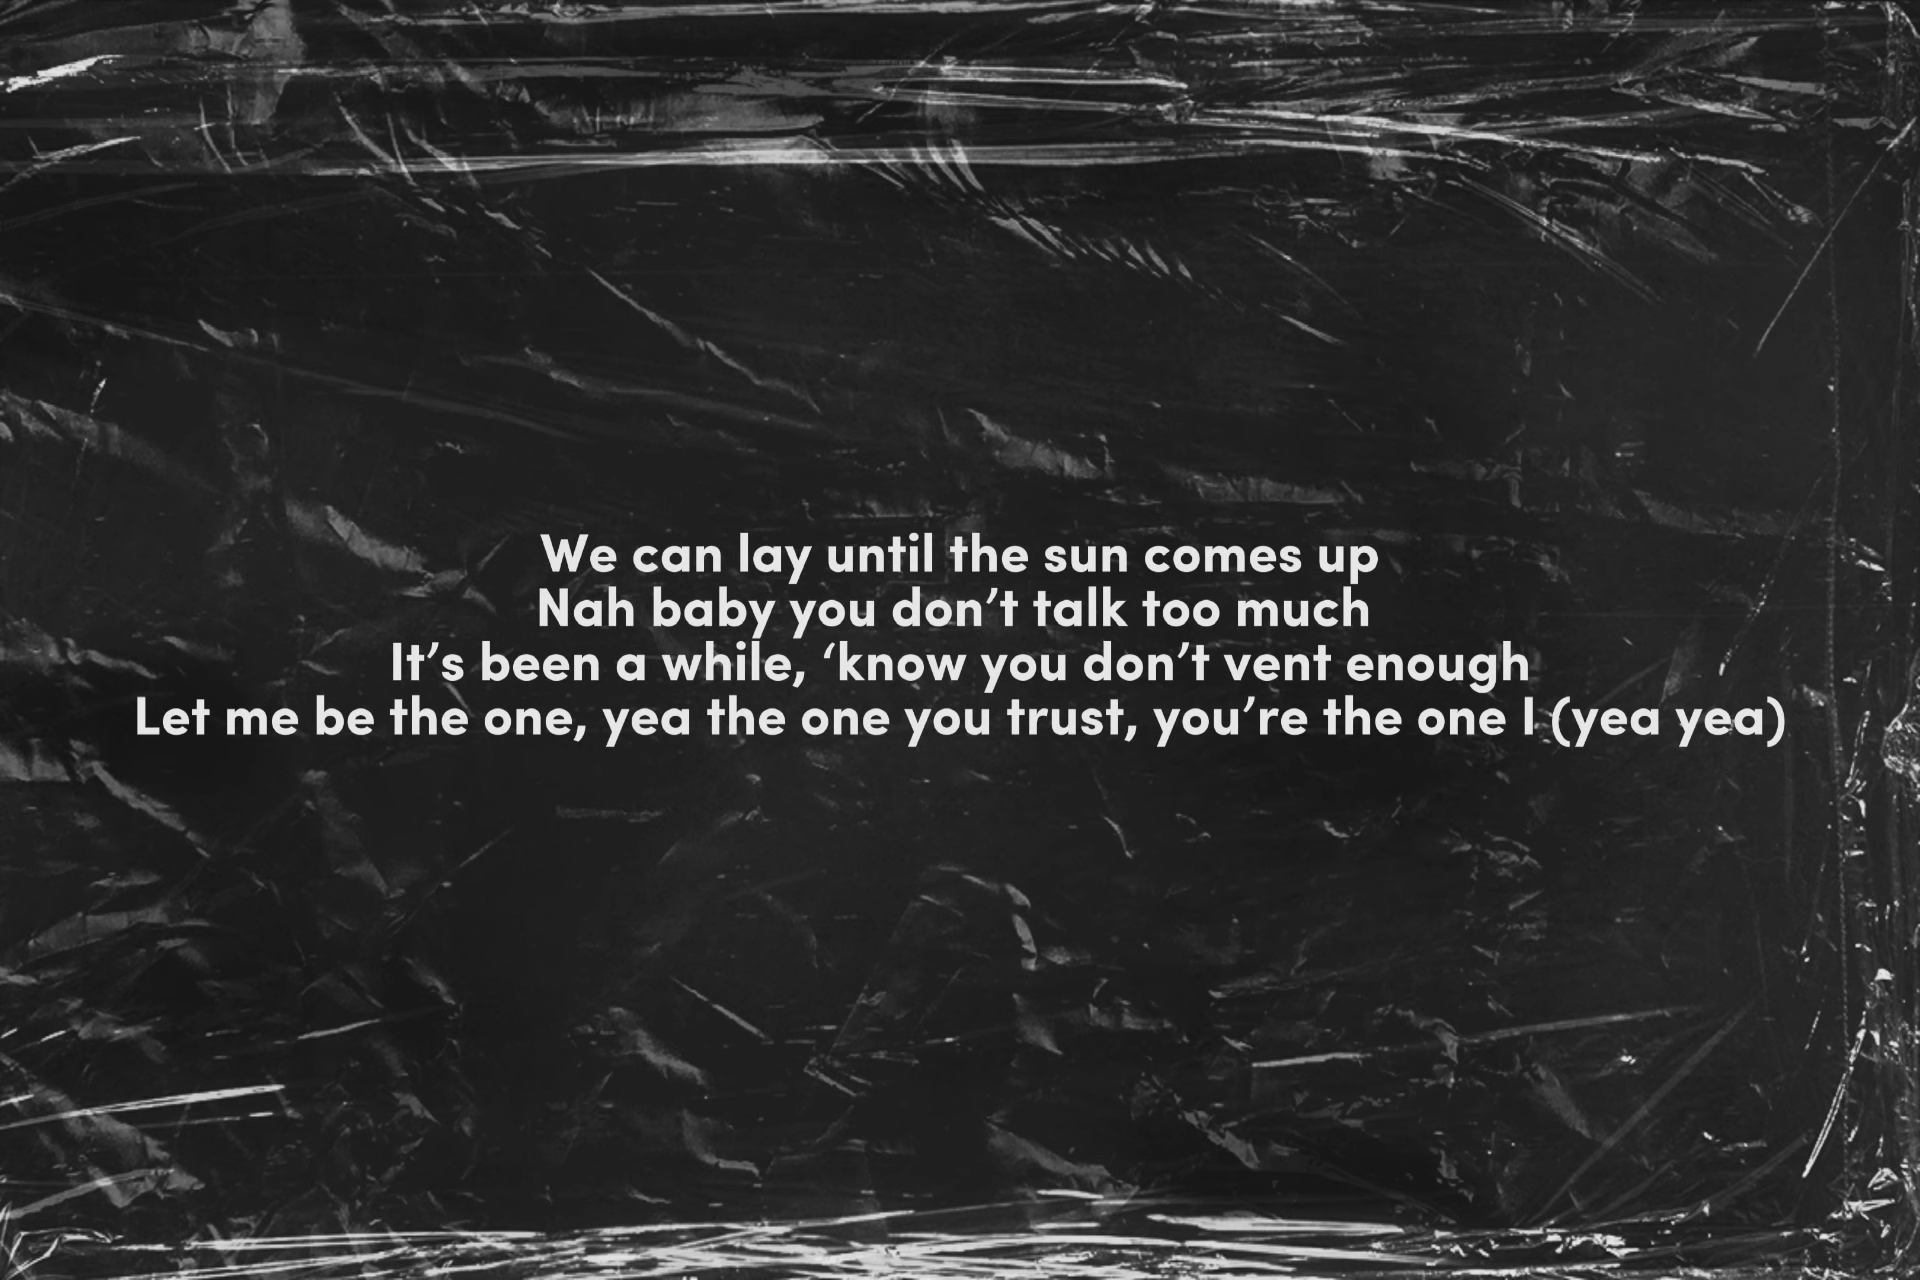 We can lay until the sun comes up
Nah baby you don’t talk too much
It’s been a while, ‘know you don’t vent enough
Let me be the one, yea the one you trust, you’re the one I (yea yea)